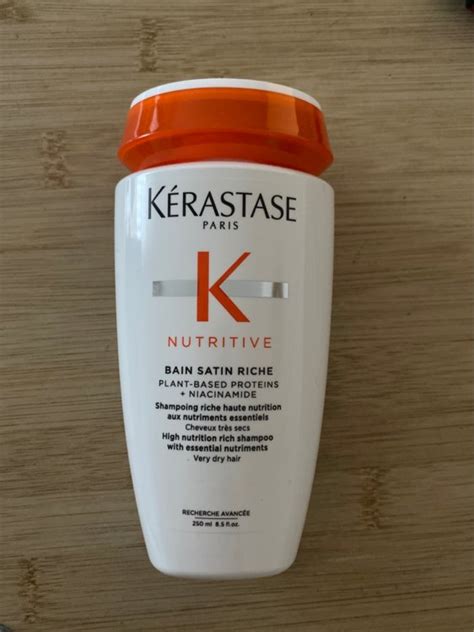 KÉRASTASE
PARIS
K
NUTRITIVE
BAIN SATIN RICHE
PLANT-BASED PROTEINS
+ NIACINAMIDE
Shampoing riche haute nutrition
aux nutriments essentiels
Cheveux très secs
High nutrition rich shampoo
with essential nutriments
Very dry hair
RECHERCHE AVANCÉE
250 ml 8.5 fl.oz.